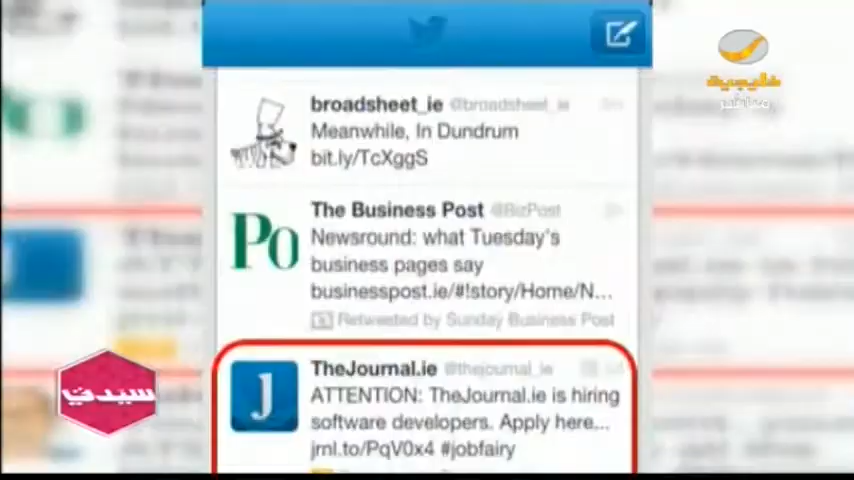 خليجية
مباشر
broadsheet_ie @broadsheet_ie
Meanwhile, In Dundrum
bit.ly/TcXggS
The Business Post @BizPost
Newsround: what Tuesday's
business pages say
businesspost.ie/#!story/Home/N...
Retweeted by Sunday Business Post
Po
TheJournal.ie @thejournal_ie
ATTENTION: TheJournal.ie is hiring
software developers. Apply here...
jrnl.to/PqV0x4 #jobfairy
J
سيدتي